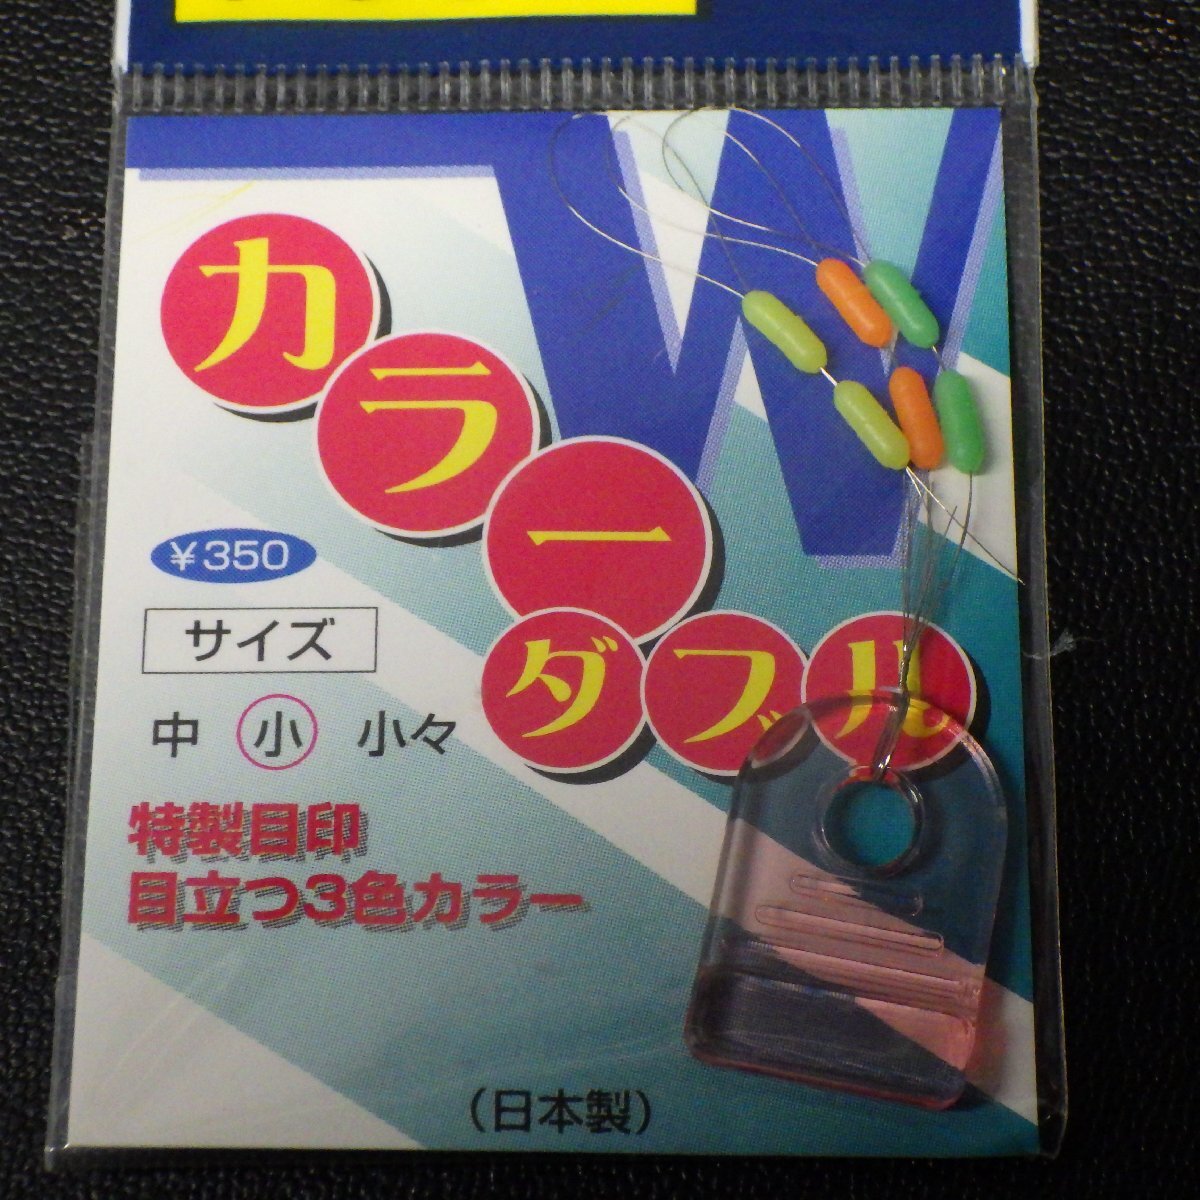 W
カラー
ダブル
¥350
サイズ
中 小 小々
特製目印
目立つ3色カラー
(日本製)